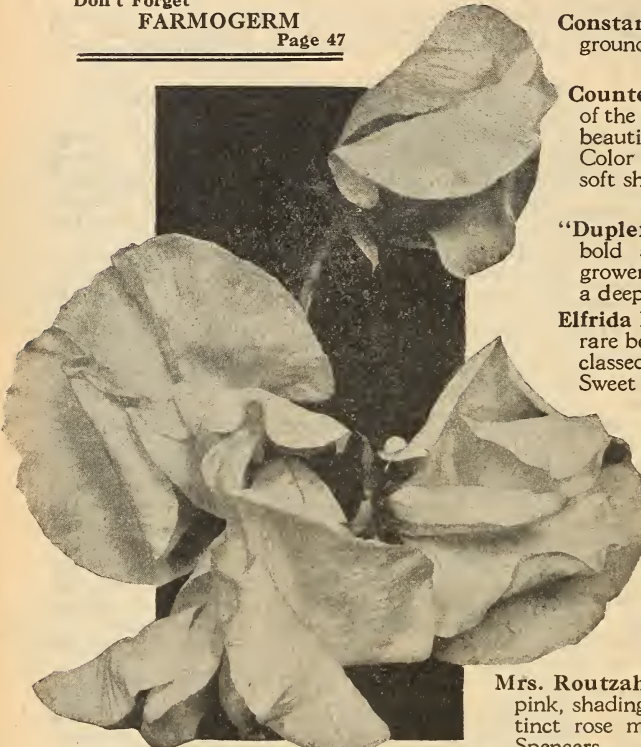 Don't Forget
FARMOGERM
Page 47
Constan
ground
Counte
of the
beauti
Color
soft sh
"Duplex
bold
grower
a deep
Elfrida
rare be
classed
Sweet
Mrs. Routzah
pink, shading
tinct rose m
Spencers